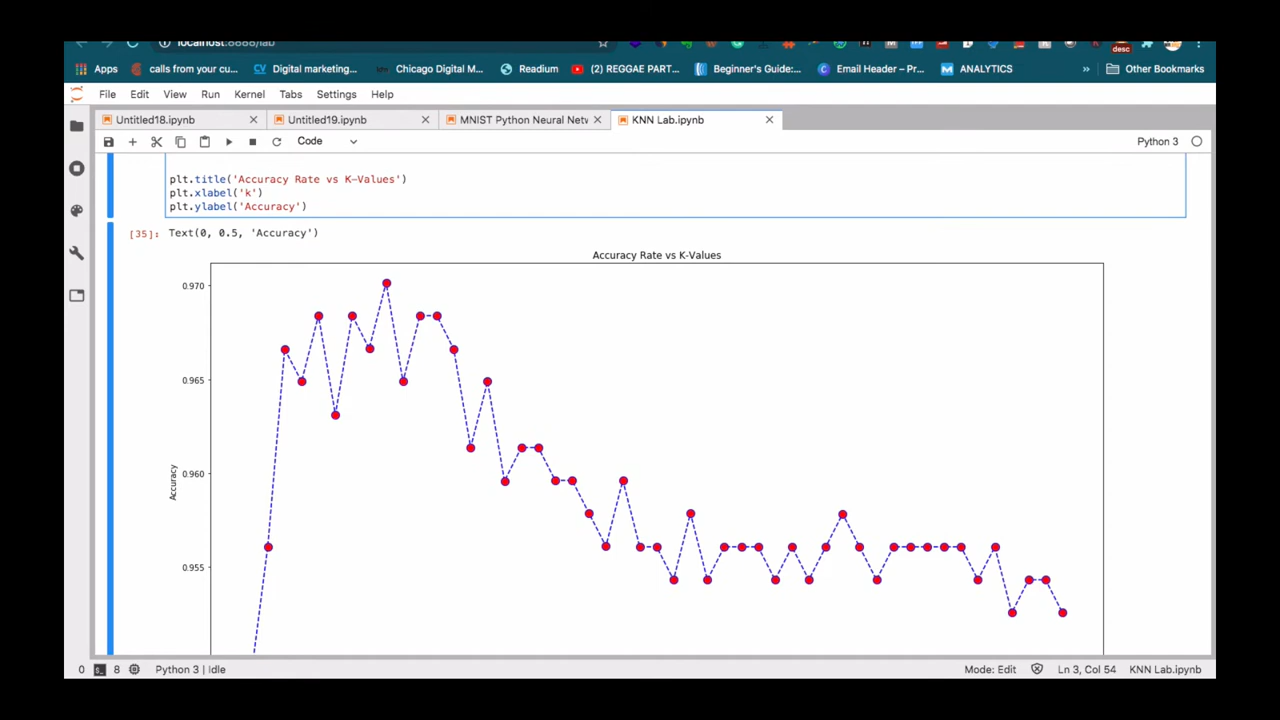 localhost:8888/lab
desc
Apps calls from your cu... Digital marketing... Chicago Digital M... Readium (2) REGGAE PART... Beginner's Guide:... Email Header – Pr... ANALYTICS » Other Bookmarks
File Edit View Run Kernel Tabs Settings Help
Untitled18.ipynb Untitled19.ipynb MNIST Python Neural Netw KNN Lab.ipynb
Code Python 3
plt.title('Accuracy Rate vs K-Values')
plt.xlabel('k')
plt.ylabel('Accuracy')
[35]: Text(0, 0.5, 'Accuracy')
Accuracy Rate vs K-Values
0.970
0.965
0.960
0.955
Accuracy
0 8 Python 3 | Idle Mode: Edit Ln 3, Col 54 KNN Lab.ipynb